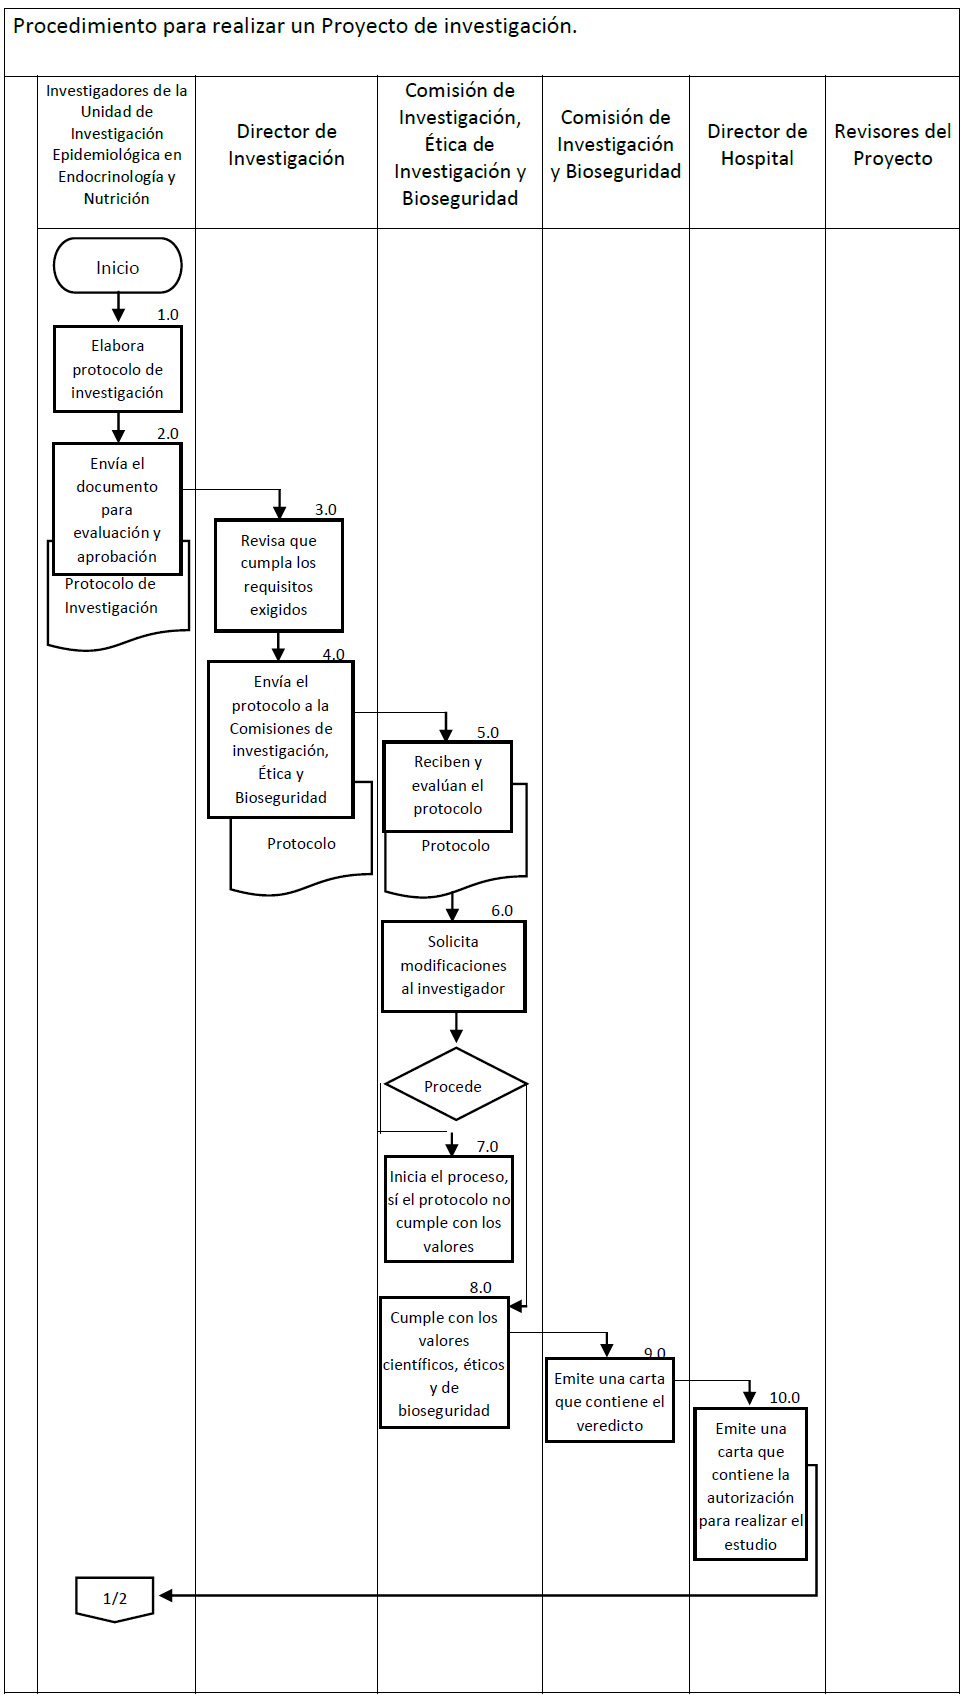 Procedimiento para realizar un Proyecto de investigación.
Investigadores de la
Unidad de
Investigación
Epidemiológica en
Endocrinología y
Nutrición
Director de
Investigación
Comisión de
Investigación,
Ética de
Investigación y
Bioseguridad
Comisión de
Investigación
y Bioseguridad
Director de
Hospital
Revisores del
Proyecto
Inicio
1.0
Elabora
protocolo de
investigación
2.0
Envía el
documento
para
evaluación y
aprobación
Protocolo de
Investigación
3.0
Revisa que
cumpla los
requisitos
exigidos
4.0
Envía el
protocolo a la
Comisiones de
investigación,
Ética y
Bioseguridad
Protocolo
5.0
Reciben y
evalúan el
protocolo
Protocolo
6.0
Solicita
modificaciones
al investigador
Procede
7.0
Inicia el proceso,
sí el protocolo no
cumple con los
valores
8.0
Cumple con los
valores
científicos, éticos
y de
bioseguridad
9.0
Emite una carta
que contiene el
veredicto
10.0
Emite una
carta que
contiene la
autorización
para realizar el
estudio
1/2